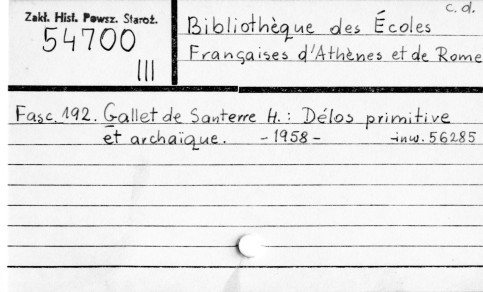 c.d.
Zakł. Hist. Powsz. Staroż.
54700
III
Bibliothèque des Écoles
Françaises d'Athènes et de Rome
Fasc. 192. Gallet de Santerre H.: Délos primitive
et archaïque. - 1958 - inw. 56285